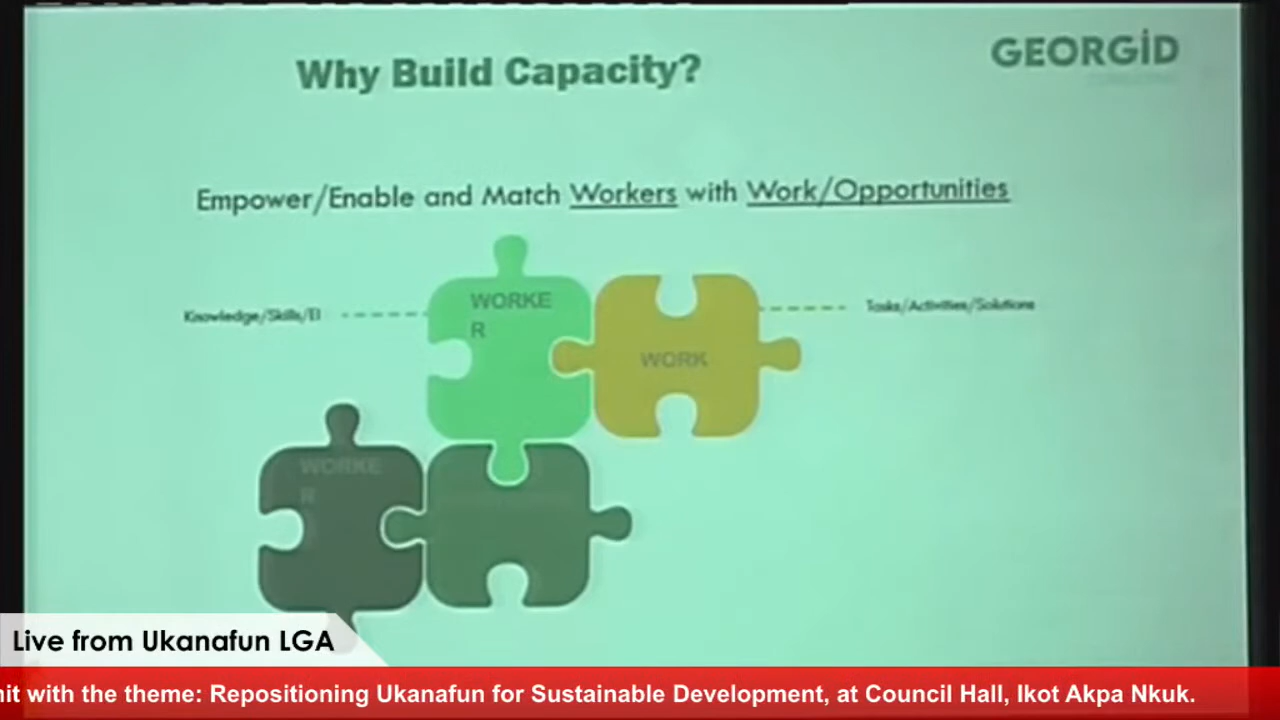 Why Build Capacity?
GEORGiD
Empower/Enable and Match Workers with Work/Opportunities
Knowledge/Skills/EI
WORKE
R
WORK
Tasks/Activities/Solutions
WORKE
R
Live from Ukanafun LGA
with the theme: Repositioning Ukanafun for Sustainable Development, at Council Hall, Ikot Akpa Nkuk.